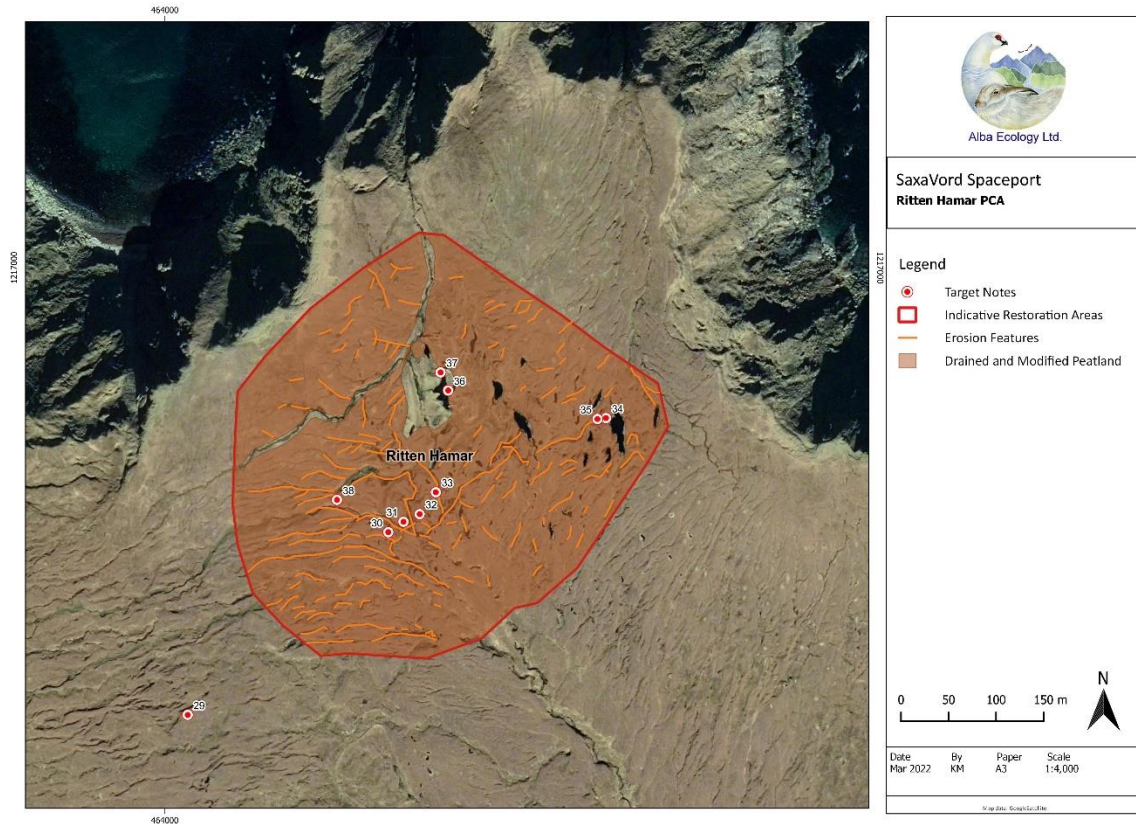 464000
1217000
1217000
37
36
35
34
Ritten Hamar
33
38
32
31
30
29
464000
Alba Ecology Ltd.
SaxaVord Spaceport
Ritten Hamar PCA
Legend
Target Notes
Indicative Restoration Areas
Erosion Features
Drained and Modified Peatland
N
0 50 100 150 m
Date By Paper Scale
Mar 2022 KM A3 1:4,000
Map data: GoogleSatellite